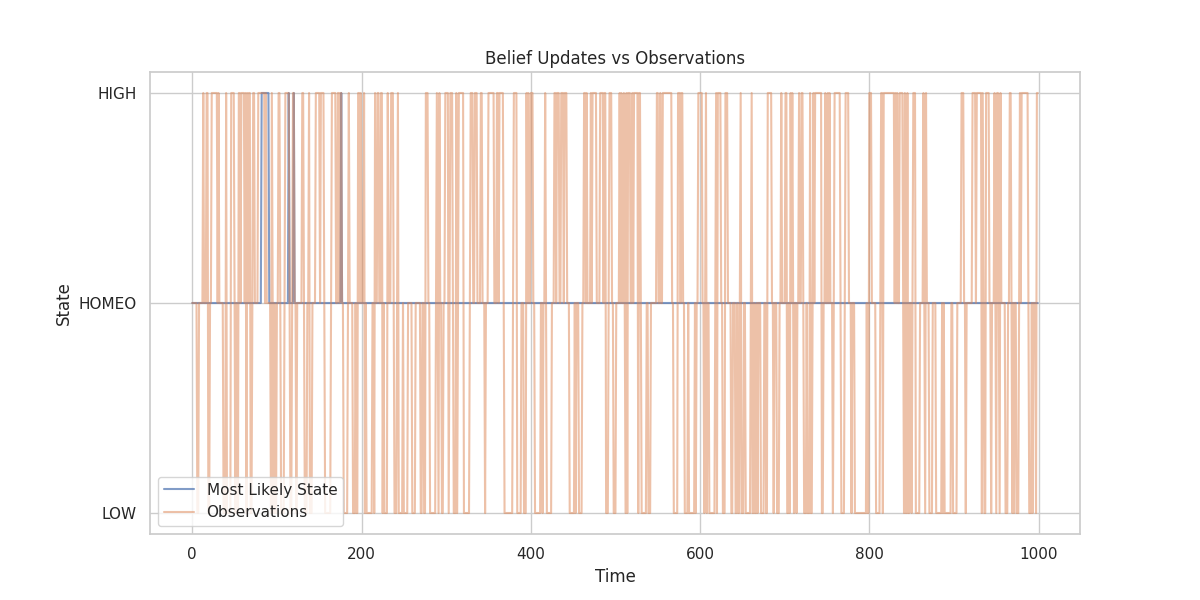 Belief Updates vs Observations
HIGH
HOMEO
LOW
State
Most Likely State
Observations
0
200
400
600
800
1000
Time